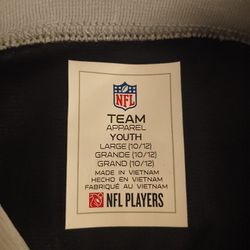 NFL
TEAM
APPAREL
YOUTH
LARGE (10/12)
GRANDE (10/12)
GRAND (10/12)
MADE IN VIETNAM
HECHO EN VIETNAM
FABRIQUÉ AU VIETNAM
NFL PLAYERS